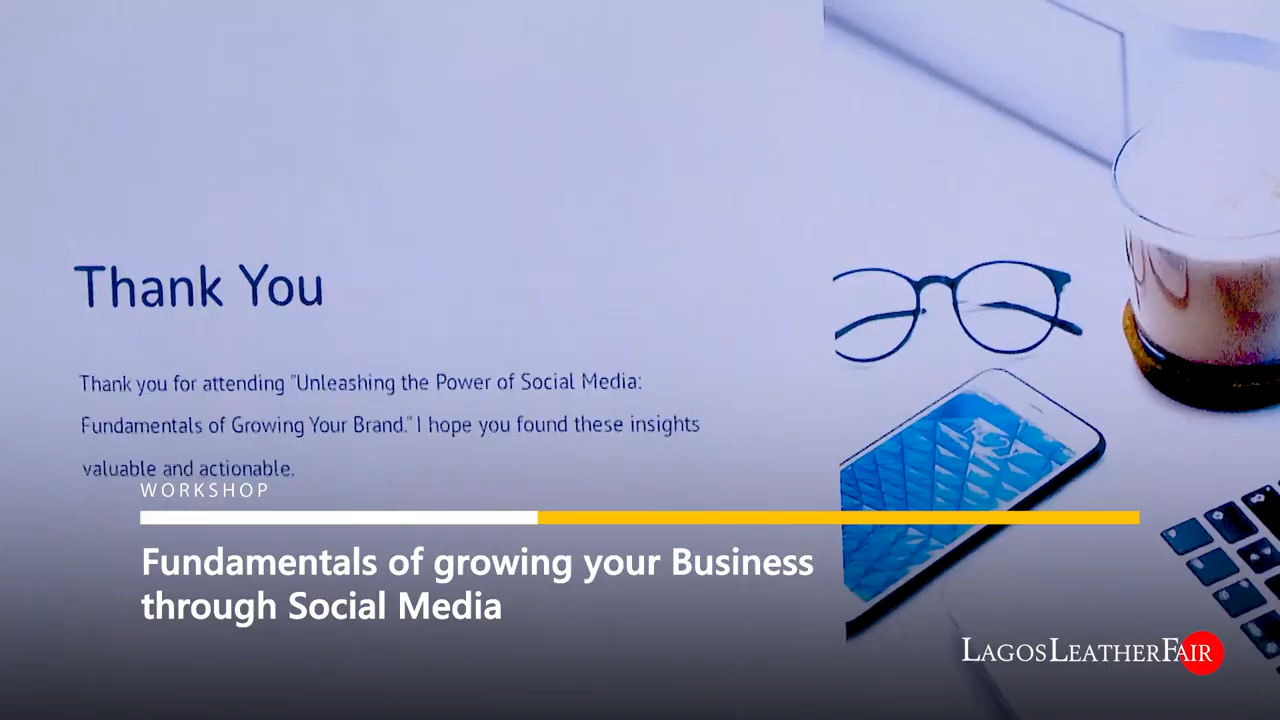 Thank You
Thank you for attending "Unleashing the Power of Social Media:
Fundamentals of Growing Your Brand." I hope you found these insights
valuable and actionable.
WORKSHOP
Fundamentals of growing your Business
through Social Media
LAGOSLEATHERFAIR